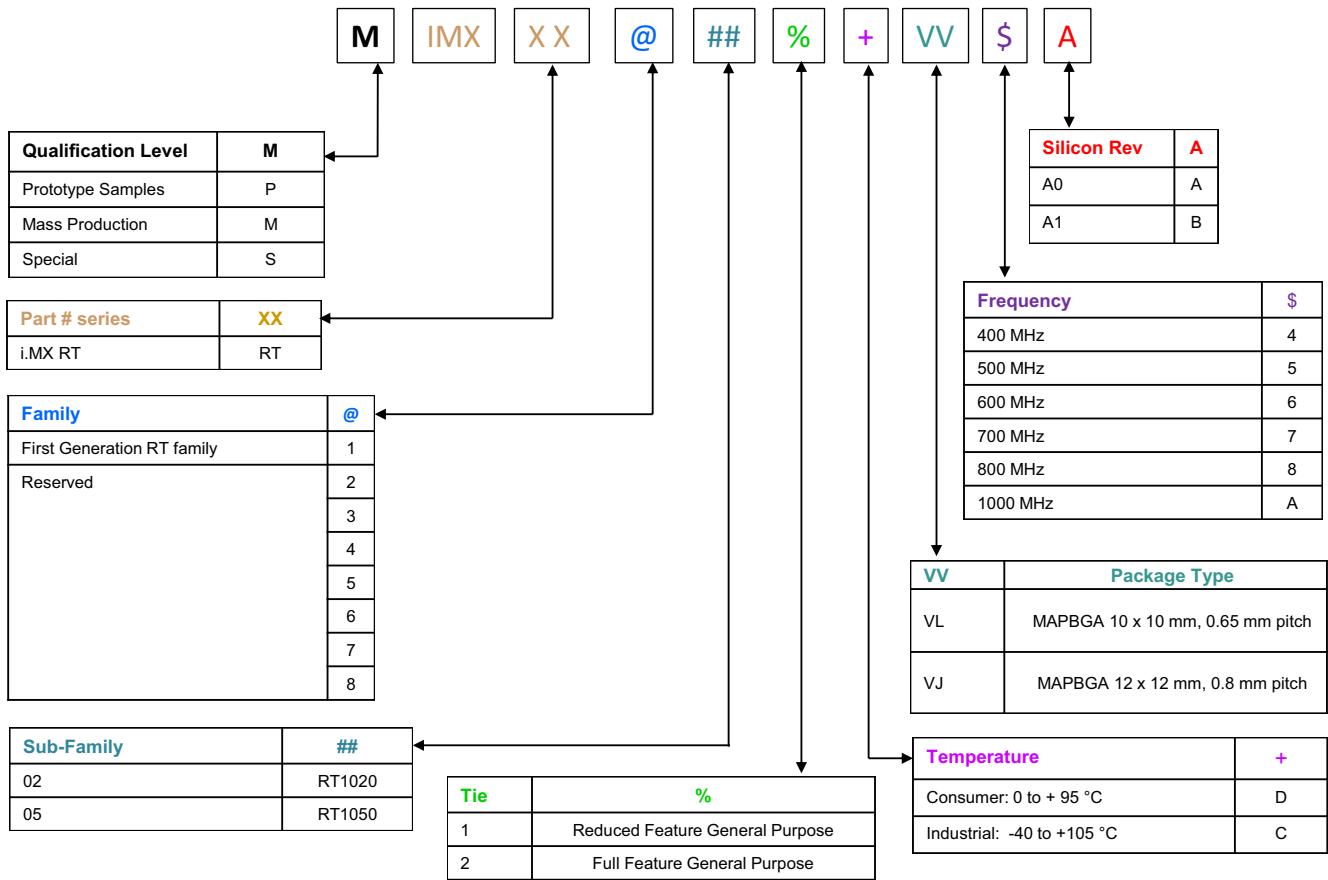 M IMX X X @ ## % + VV $ A
Qualification Level M
Prototype Samples P
Mass Production M
Special S
Part # series XX
i.MX RT RT
Family @
First Generation RT family 1
Reserved 2
3
4
5
6
7
8
Sub-Family ##
02 RT1020
05 RT1050
Tie %
1 Reduced Feature General Purpose
2 Full Feature General Purpose
Silicon Rev A
A0 A
A1 B
Frequency $
400 MHz 4
500 MHz 5
600 MHz 6
700 MHz 7
800 MHz 8
1000 MHz A
VV Package Type
VL MAPBGA 10 x 10 mm, 0.65 mm pitch
VJ MAPBGA 12 x 12 mm, 0.8 mm pitch
Temperature +
Consumer: 0 to + 95 °C D
Industrial: -40 to +105 °C C